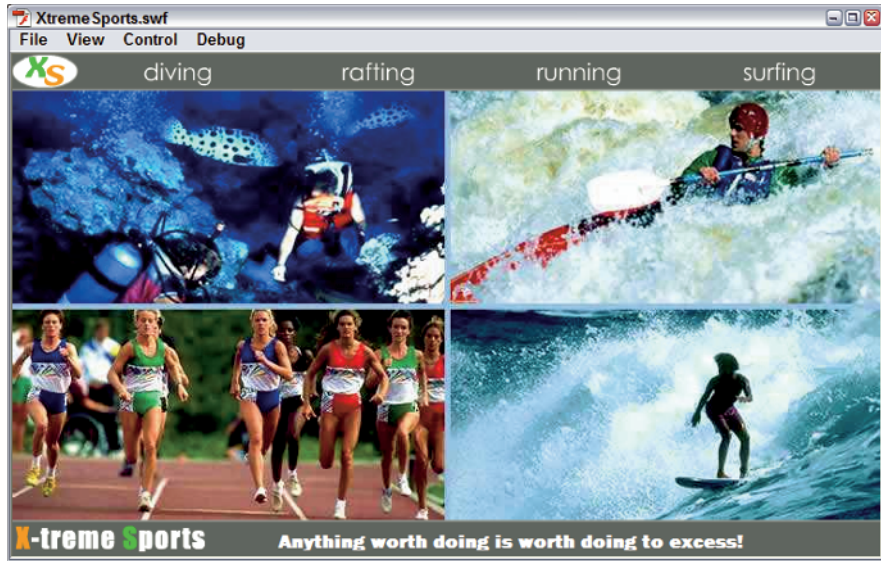 XtremeSports.swf
File View Control Debug
XS diving rafting running surfing
X-treme Sports Anything worth doing is worth doing to excess!